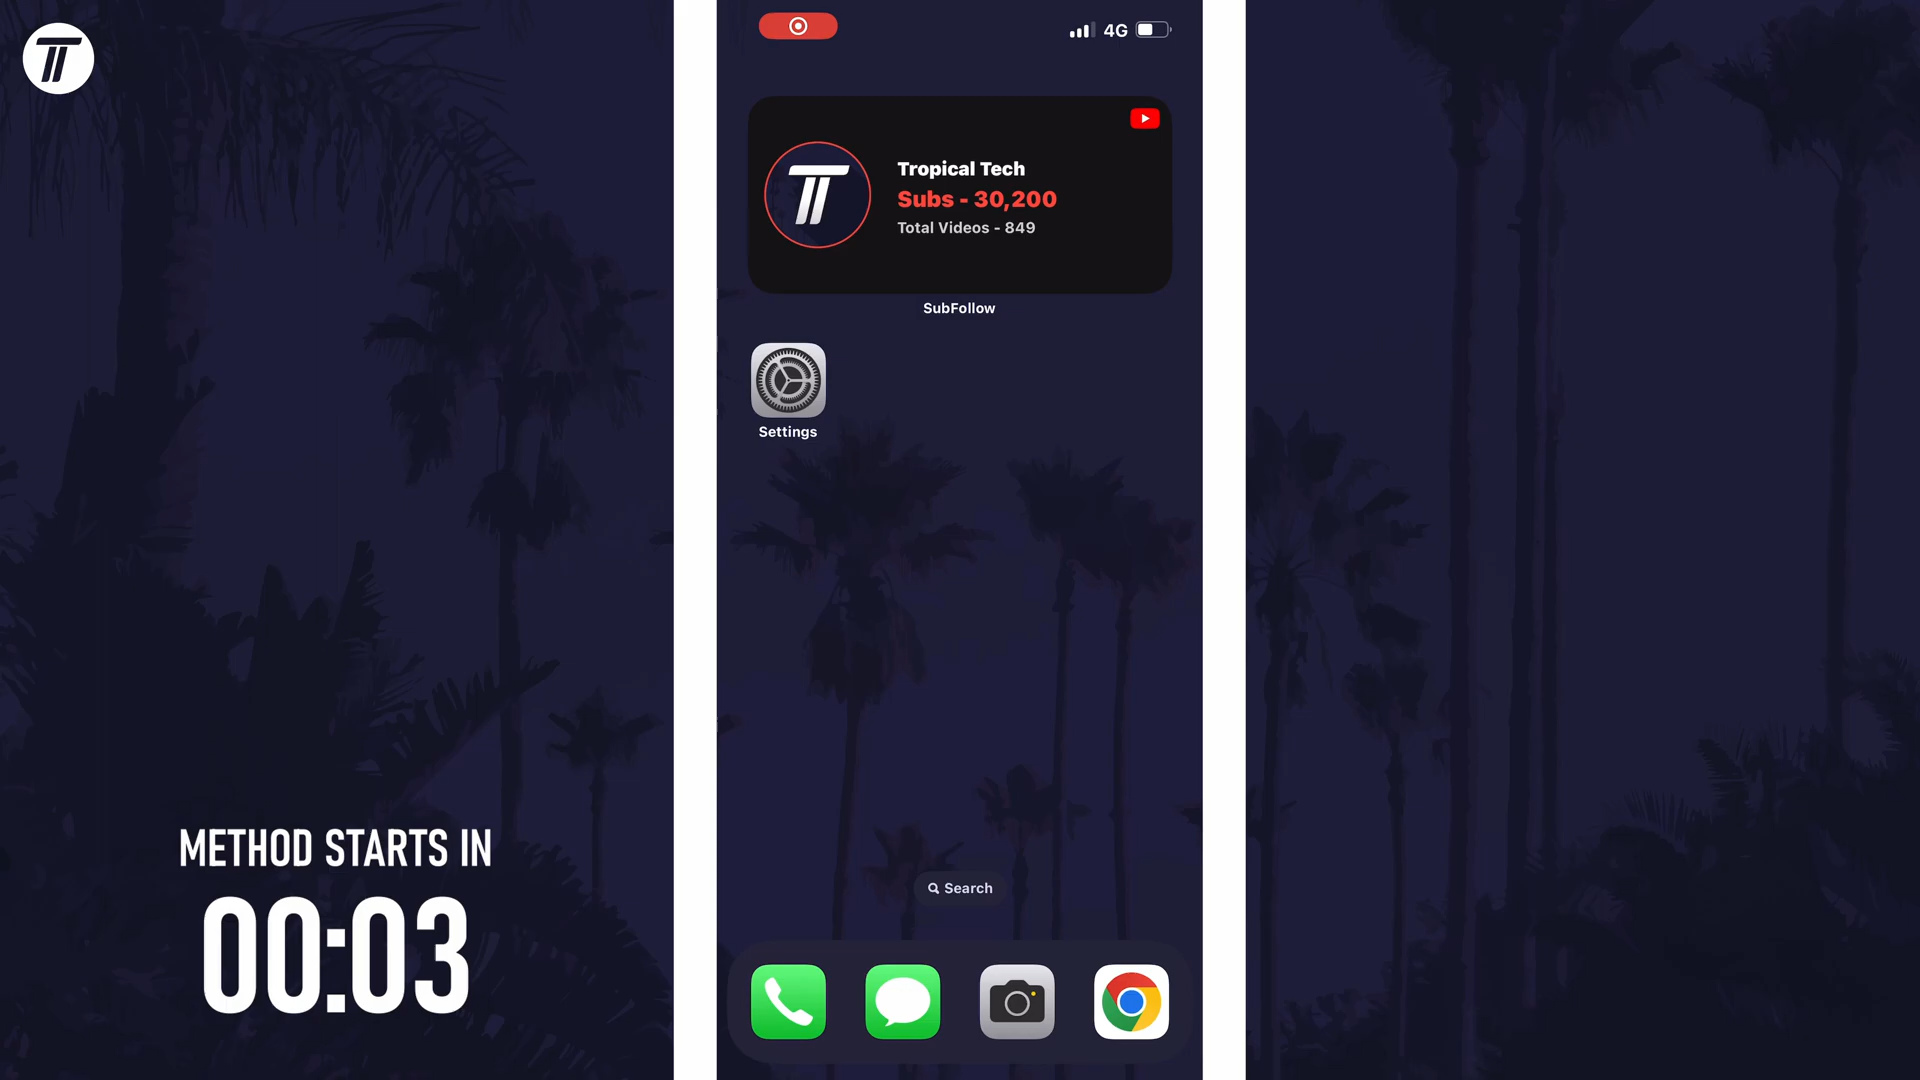 4G
Tropical Tech
Subs - 30,200
Total Videos - 849
SubFollow
Settings
METHOD STARTS IN
00:03
Search